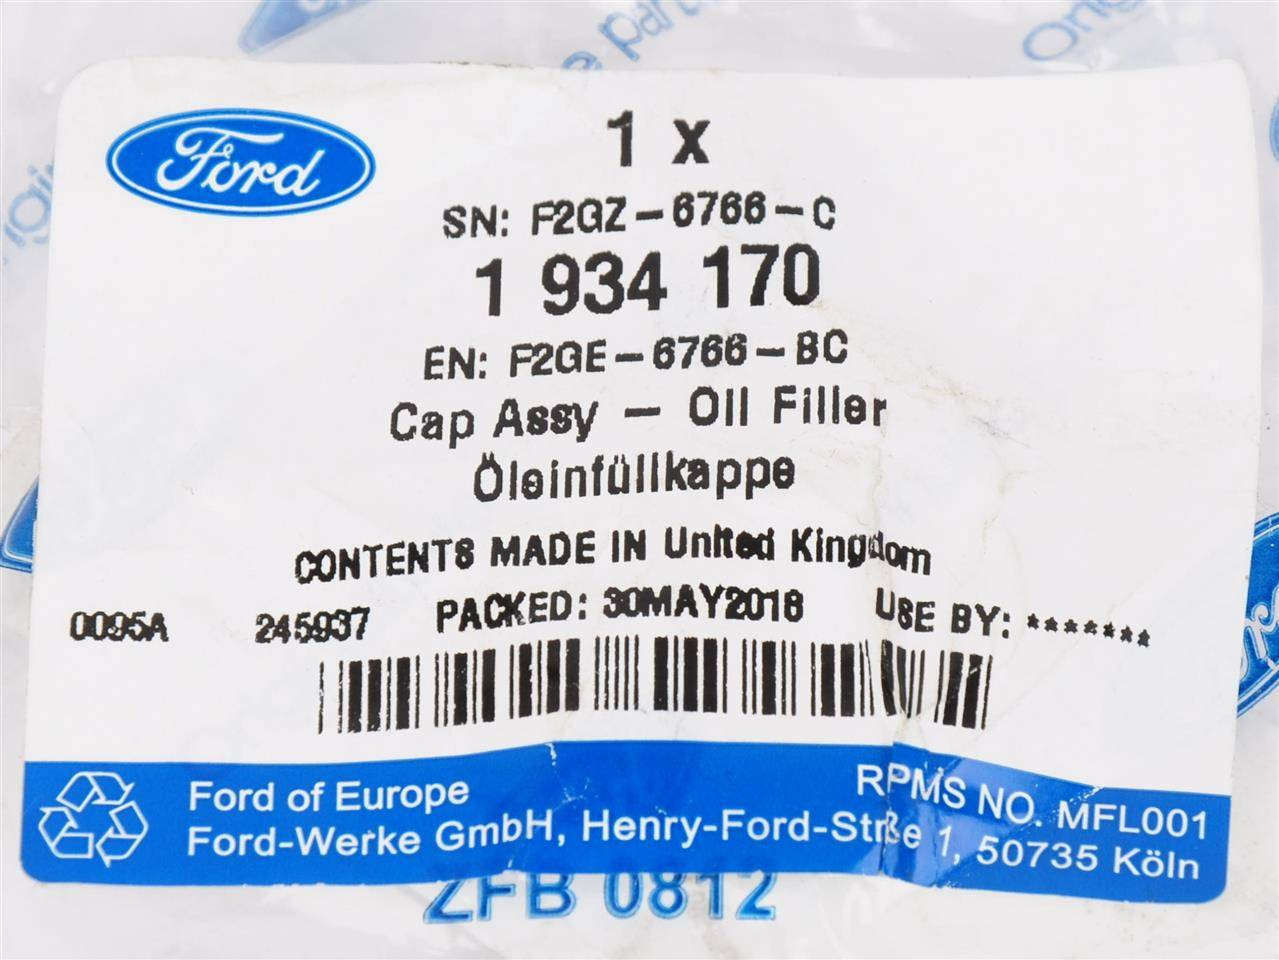 Ford
1 x
SN: F2GZ-6766-C
1 934 170
EN: F2GE-6766-BC
Cap Assy - Oil Filler
Öleinfüllkappe
CONTENTS MADE IN United Kingdom
0095A 245937 PACKED: 30MAY2018 USE BY: *******
RPMS NO. MFL001
Ford of Europe
Ford-Werke GmbH, Henry-Ford-Straße 1, 50735 Köln
ZFB 0812